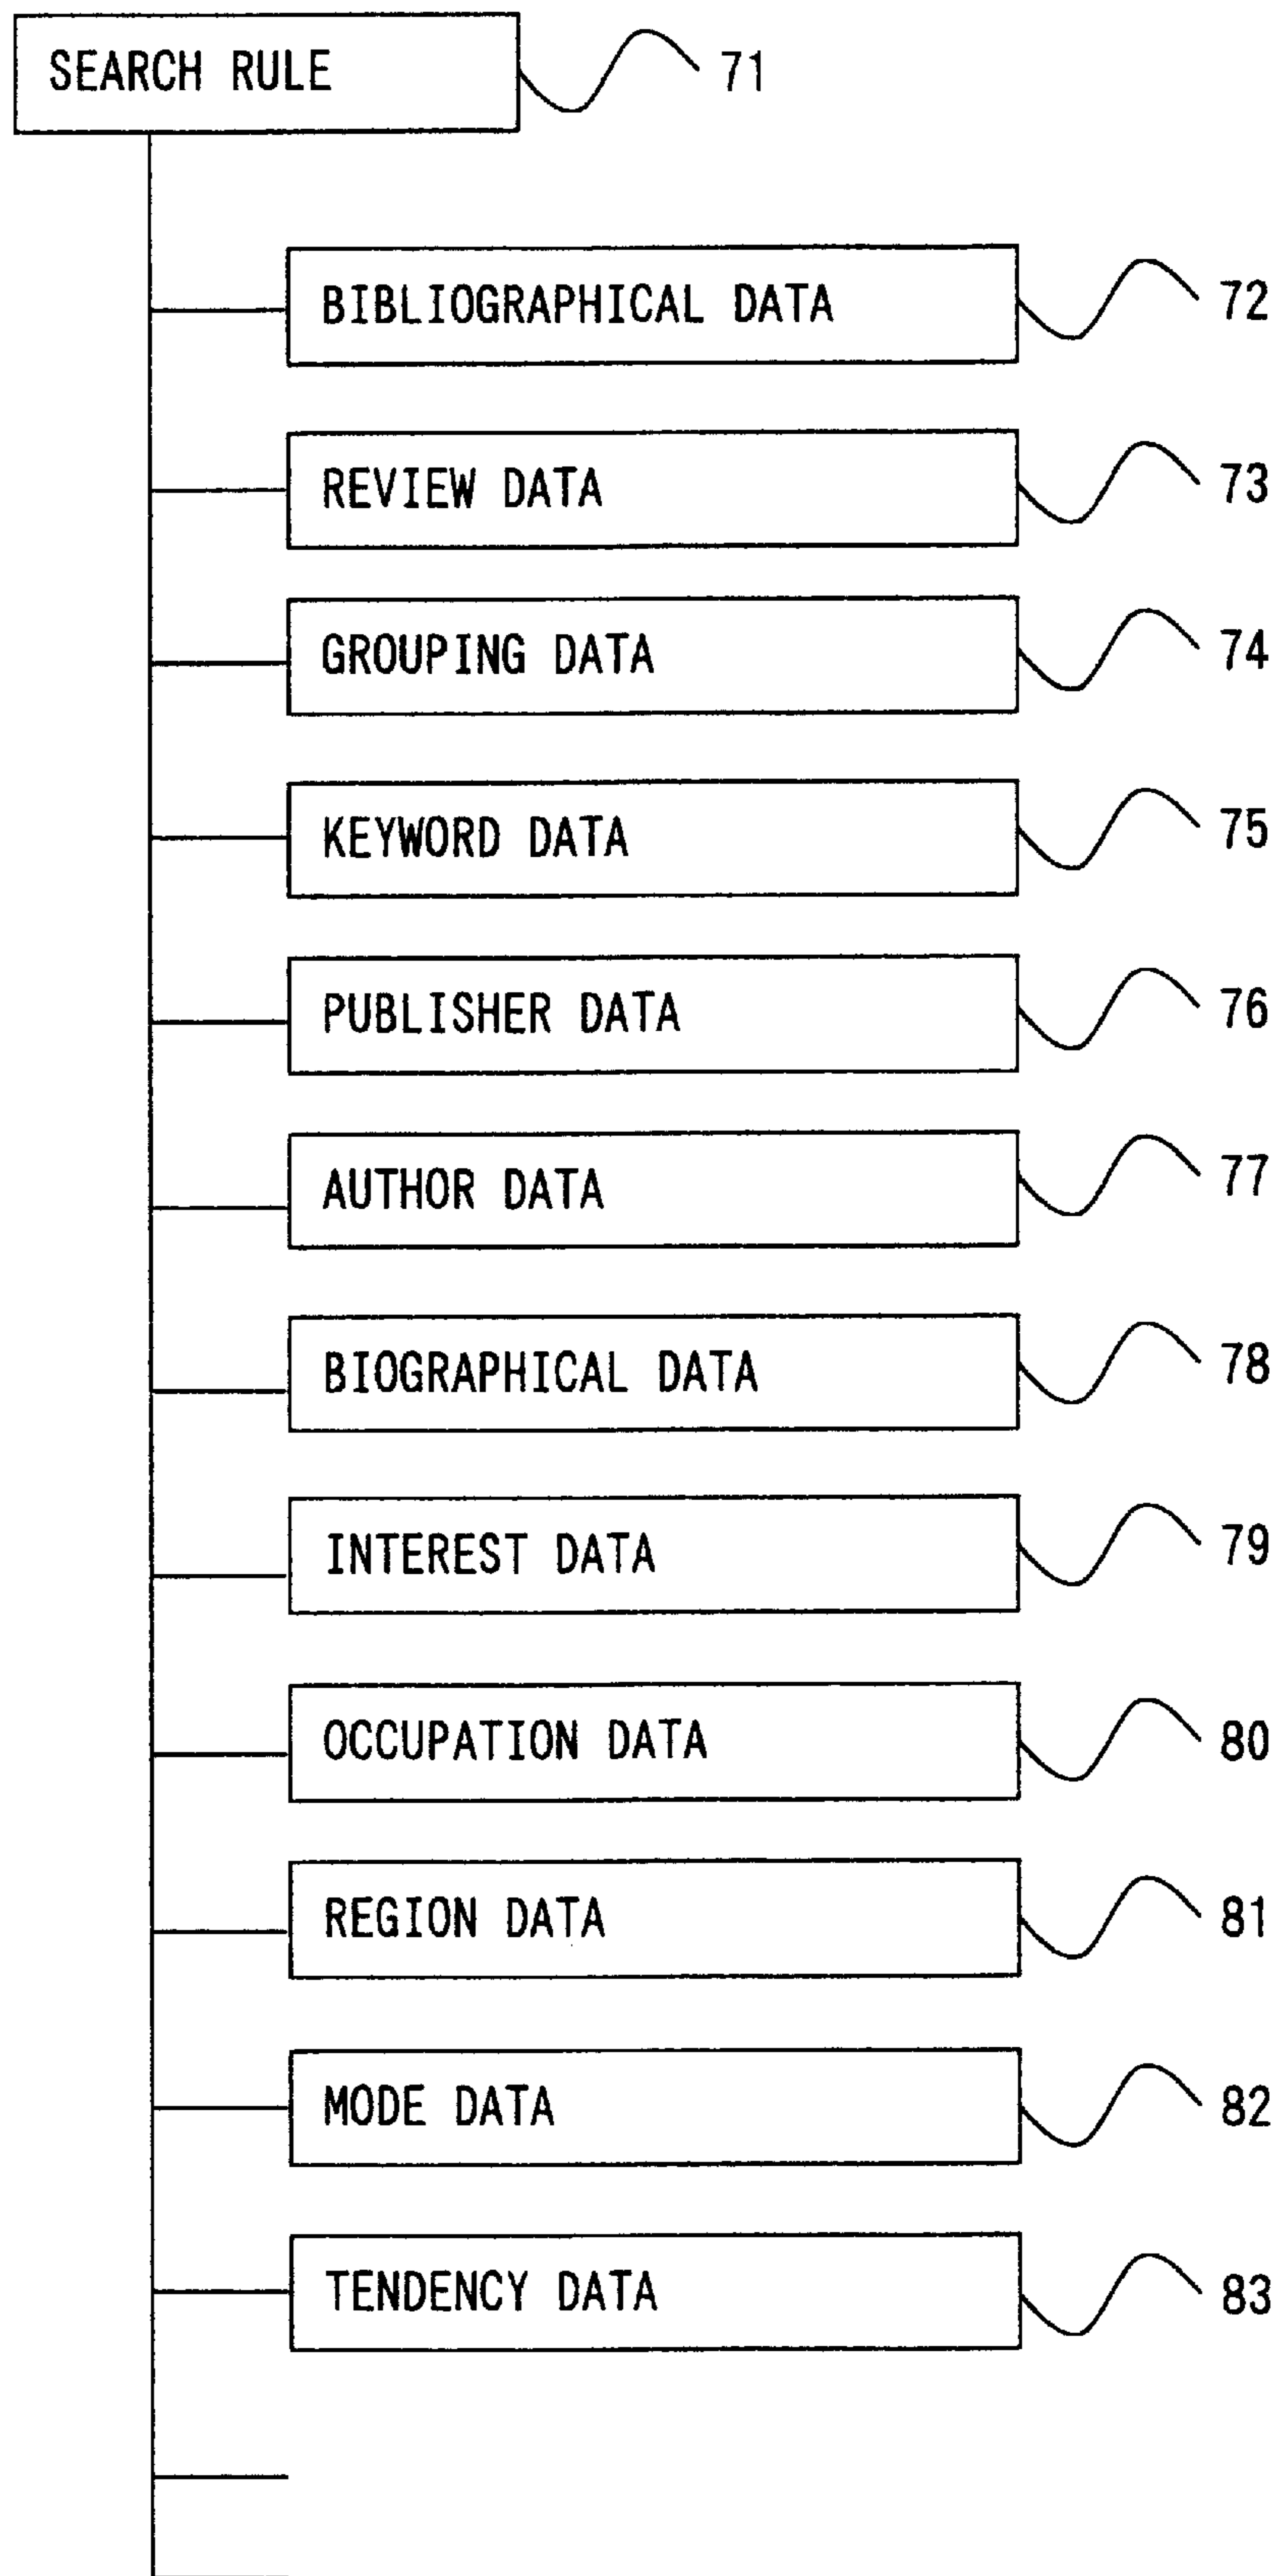 SEARCH RULE 71
BIBLIOGRAPHICAL DATA 72
REVIEW DATA 73
GROUPING DATA 74
KEYWORD DATA 75
PUBLISHER DATA 76
AUTHOR DATA 77
BIOGRAPHICAL DATA 78
INTEREST DATA 79
OCCUPATION DATA 80
REGION DATA 81
MODE DATA 82
TENDENCY DATA 83